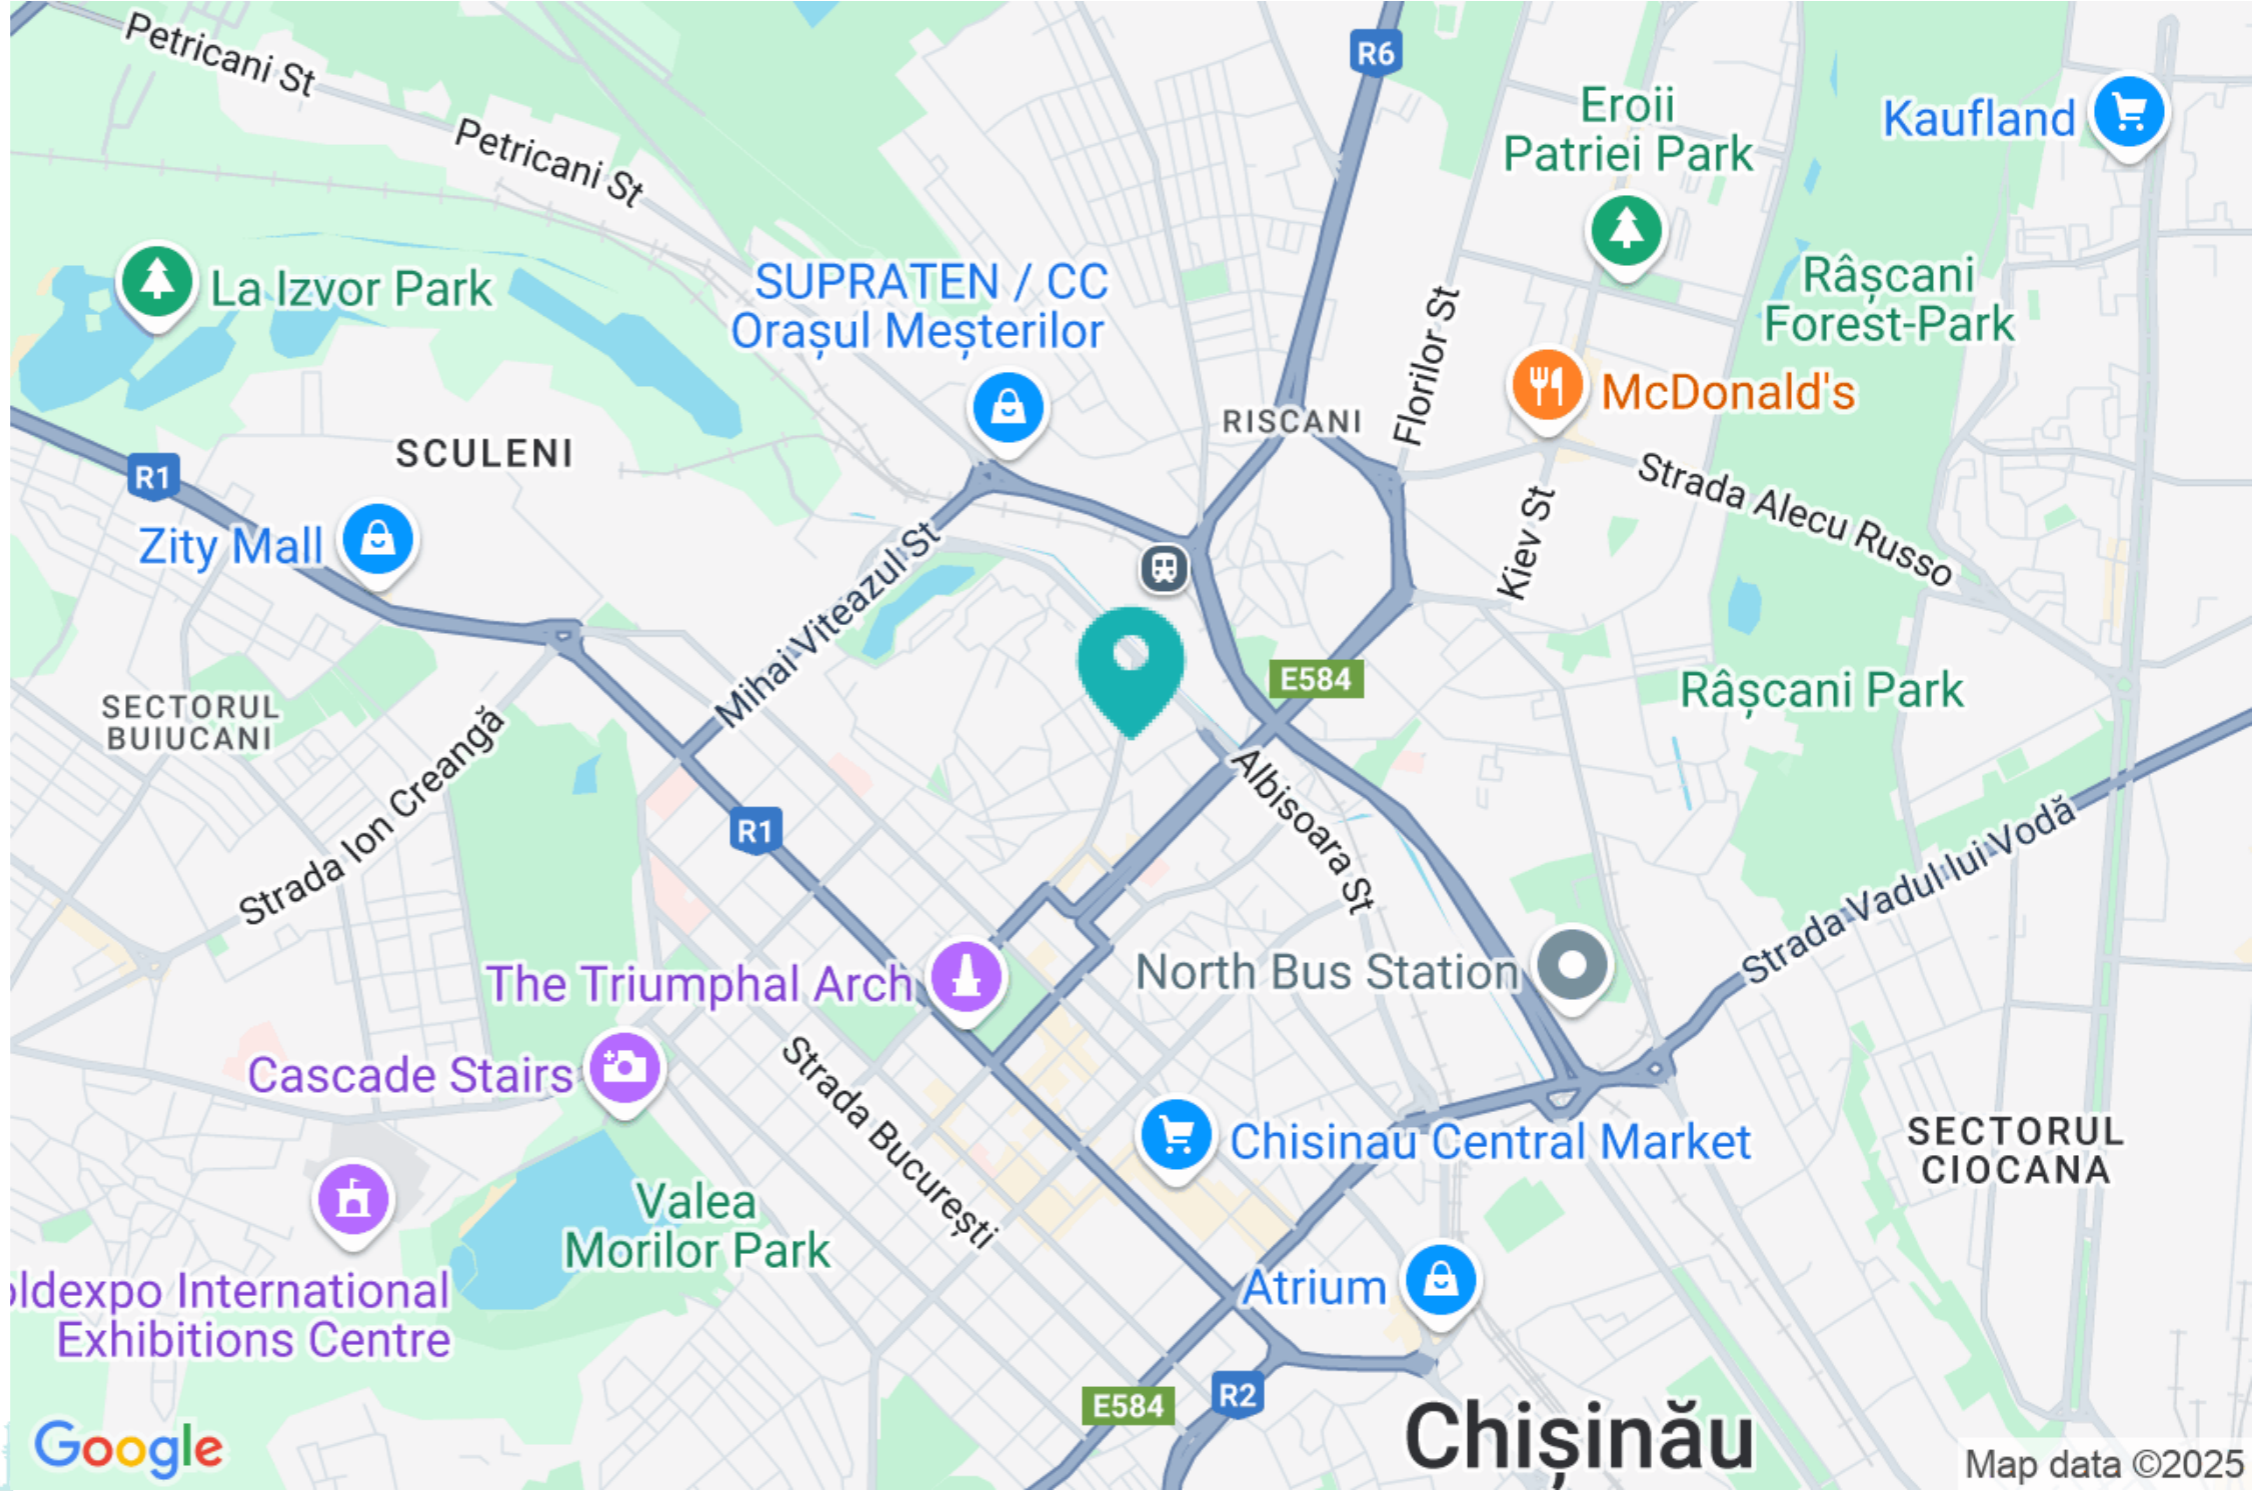 Petricani St
R6
Eroii
Patriei Park
Kaufland
Petricani St
La Izvor Park
SUPRATEN / CC
Orașul Meșterilor
Râșcani
Forest-Park
Florilor St
McDonald's
RISCANI
SCULENI
R1
Strada Alecu Russo
Zity Mall
Kiev St
Mihai Viteazul St
E584
Râșcani Park
SECTORUL
BUIUCANI
Strada Ion Creangă
R1
Albisoara St
Strada Vadul lui Vodă
North Bus Station
The Triumphal Arch
Cascade Stairs
Strada București
Chisinau Central Market
SECTORUL
CIOCANA
Valea
Morilor Park
oldexpo International
Exhibitions Centre
Atrium
E584
R2
Chișinău
Google
Map data ©2025